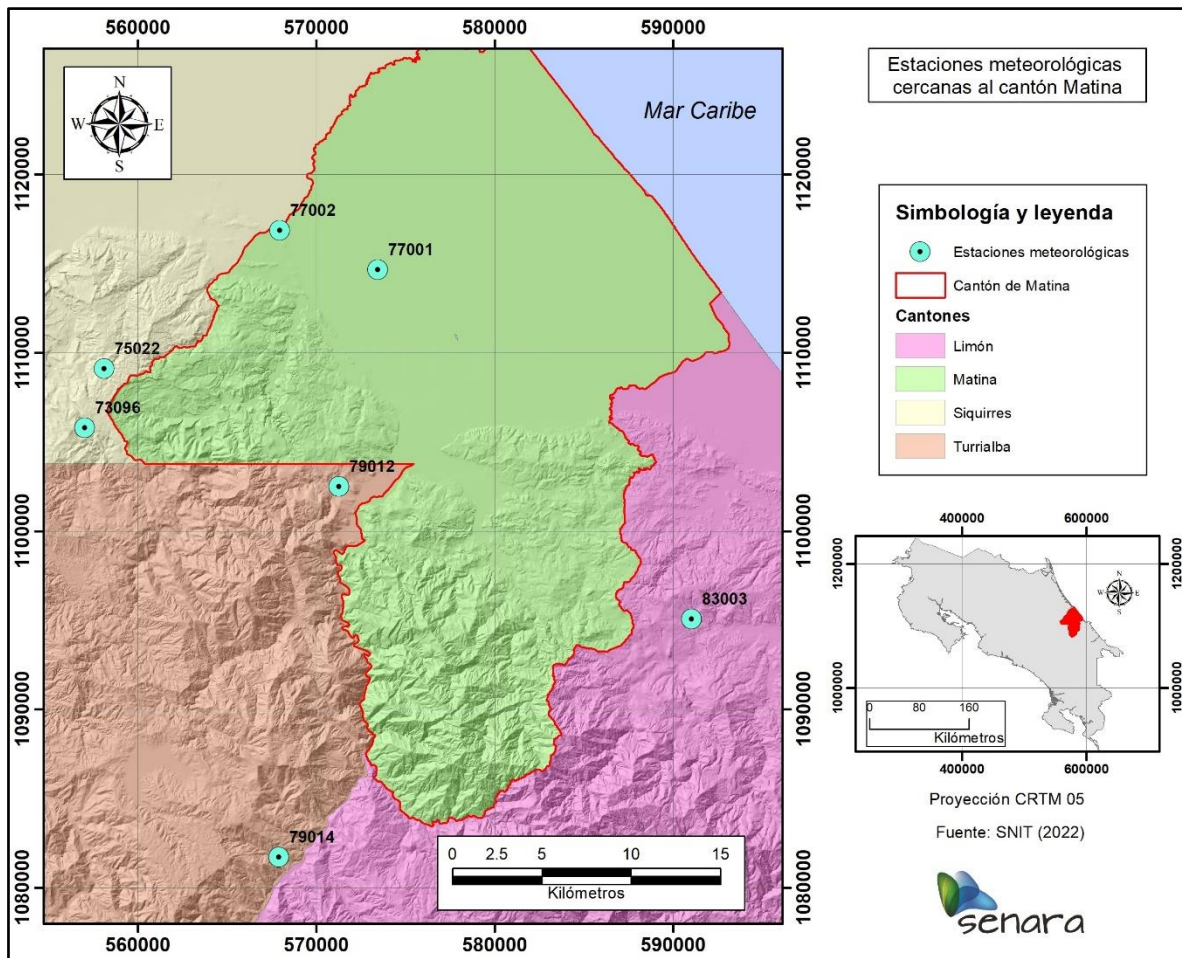 560000 570000 580000 590000
Estaciones meteorológicas
cercanas al cantón Matina
N
W E
S
Mar Caribe
1120000
1120000
77002
77001
Simbología y leyenda
Estaciones meteorológicas
Cantón de Matina
Cantones
Limón
Matina
Siquirres
Turrialba
1110000
1110000
75022
73096
79012
1100000
1100000
83003
400000 600000
1200000
1200000
N
W E
S
1000000
1000000
0 80 160
Kilómetros
400000 600000
1090000
1090000
Proyección CRTM 05
Fuente: SNIT (2022)
79014
0 2.5 5 10 15
Kilómetros
1080000
1080000
senara
560000 570000 580000 590000